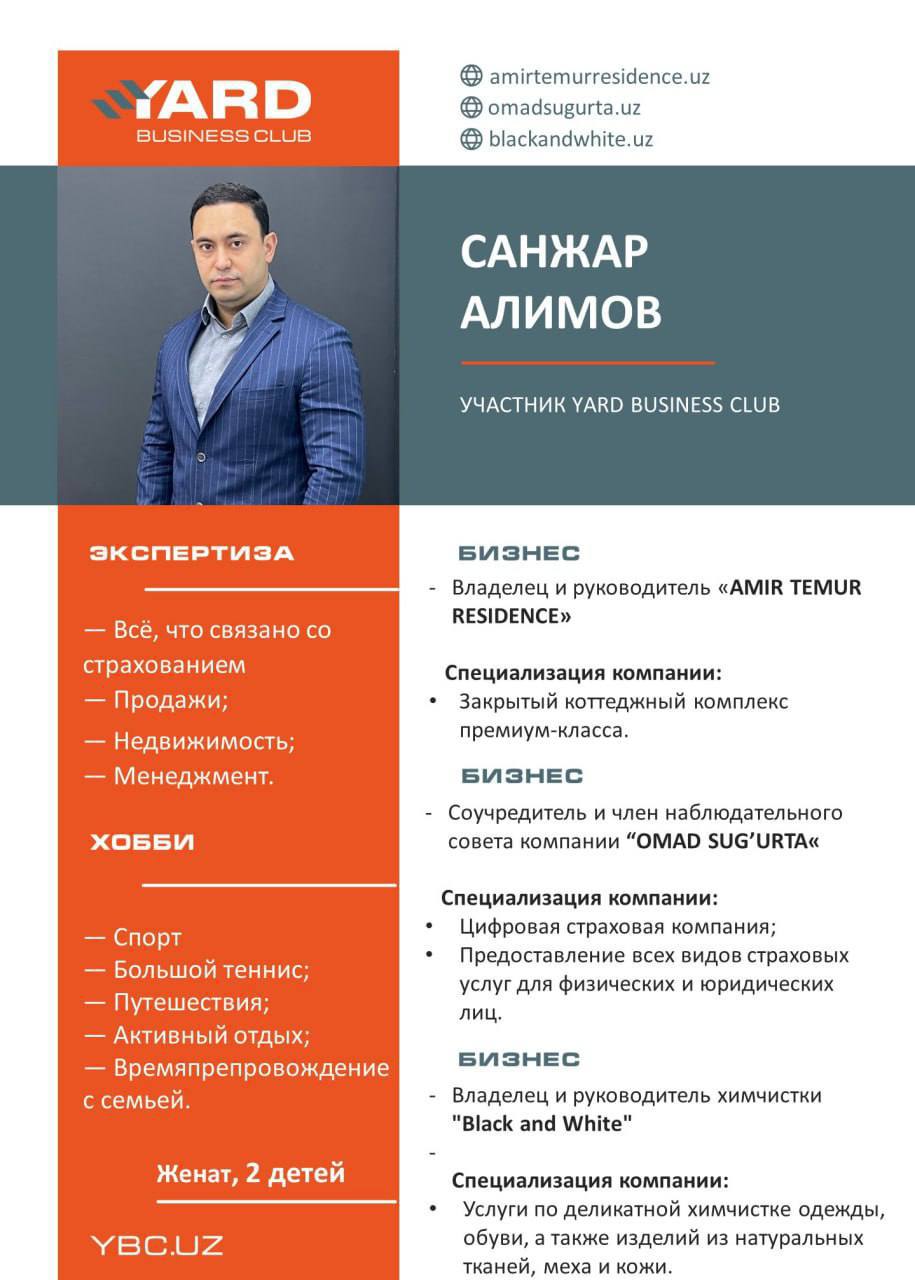 YARD
BUSINESS CLUB
amirtemurresidence.uz
omadsugurta.uz
blackandwhite.uz
САНЖАР
АЛИМОВ
УЧАСТНИК YARD BUSINESS CLUB
ЭКСПЕРТИЗА
— Всё, что связано со
страхованием
— Продажи;
— Недвижимость;
— Менеджмент.
ХОББИ
— Спорт
— Большой теннис;
— Путешествия;
— Активный отдых;
— Времяпрепровождение
с семьей.
Женат, 2 детей
YBC.UZ
БИЗНЕС
- Владелец и руководитель «AMIR TEMUR
RESIDENCE»
Специализация компании:
• Закрытый коттеджный комплекс
премиум-класса.
БИЗНЕС
- Соучредитель и член наблюдательного
совета компании “OMAD SUG’URTA«
Специализация компании:
• Цифровая страховая компания;
• Предоставление всех видов страховых
услуг для физических и юридических
лиц.
БИЗНЕС
- Владелец и руководитель химчистки
"Black and White"
-
Специализация компании:
• Услуги по деликатной химчистке одежды,
обуви, а также изделий из натуральных
тканей, меха и кожи.